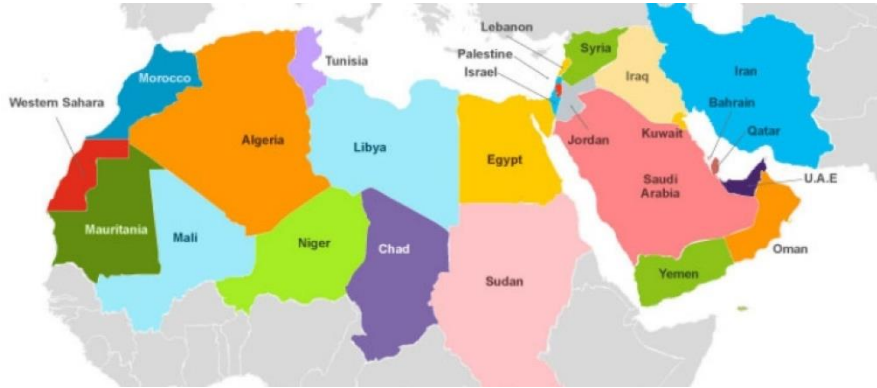 Lebanon
Syria
Palestine
Israel
Tunisia
Morocco
Western Sahara
Iraq
Iran
Bahrain
Algeria
Libya
Egypt
Jordan
Kuwait
Qatar
Saudi
Arabia
U.A.E
Mauritania
Mali
Niger
Chad
Oman
Sudan
Yemen